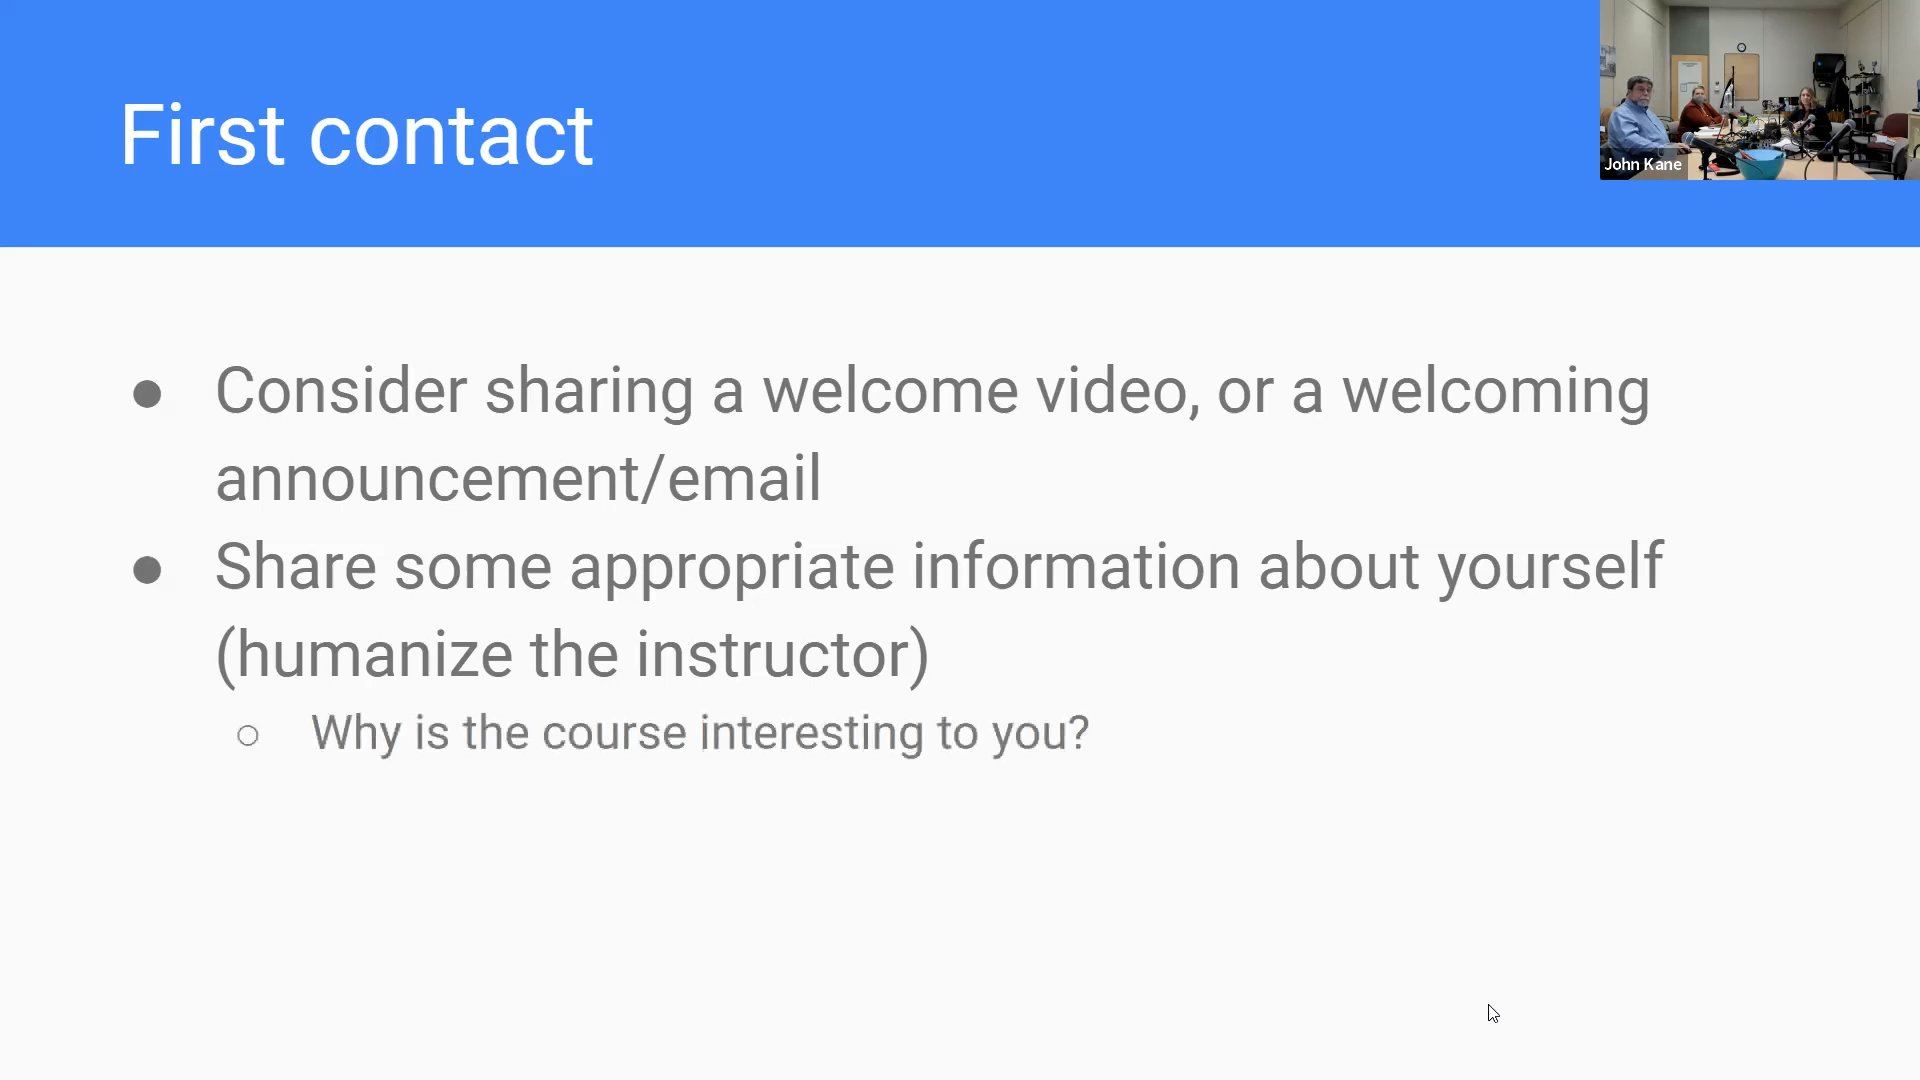 First contact
John Kane
● Consider sharing a welcome video, or a welcoming
announcement/email
● Share some appropriate information about yourself
(humanize the instructor)
○ Why is the course interesting to you?